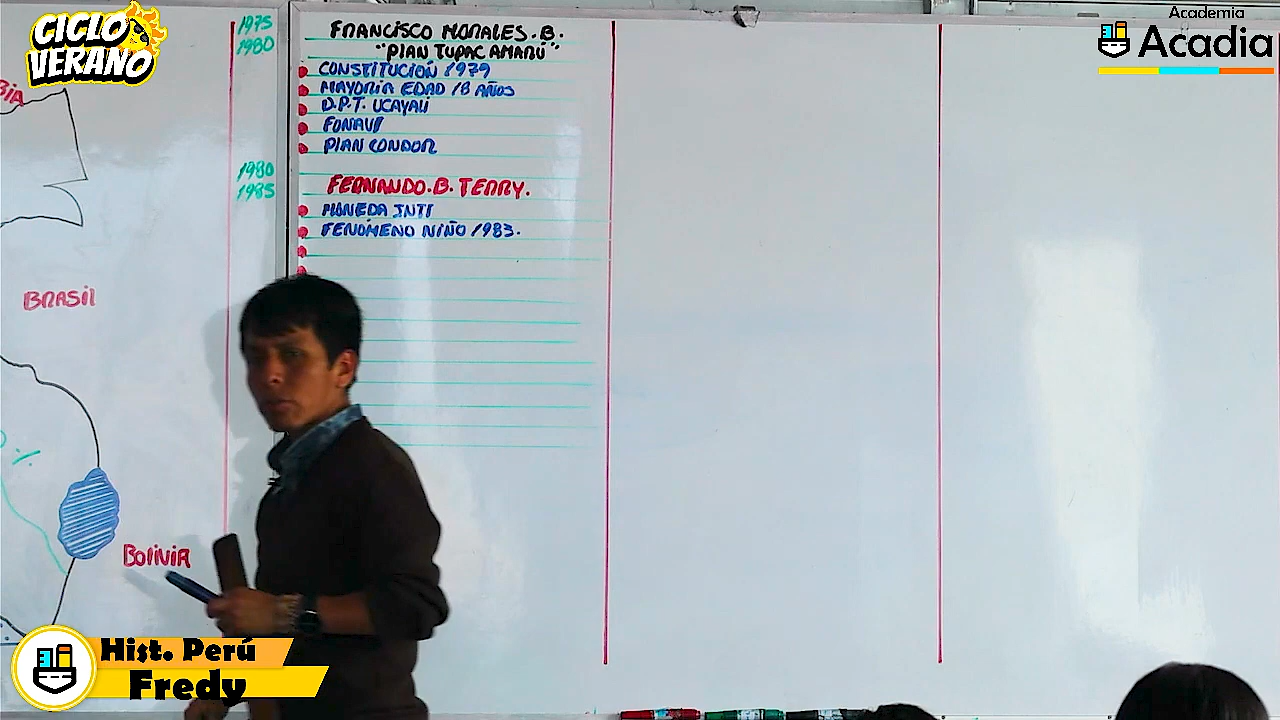 CICLO
VERANO
Academia
Acadia
1975
1980
FRANCISCO MORALES.B.
"PLAN TUPAC AMARU"
CONSTITUCIÓN 1979
MAYORIA EDAD 18 AÑOS
D.P.T. UCAYALI
FONAVI
PLAN CONDOR
1980
1985
FERNANDO.B.TERRY.
MONEDA INTI
FENÓMENO NIÑO 1983.
BIA
BRASIL
BOLIVIA
Hist. Perú
Fredy